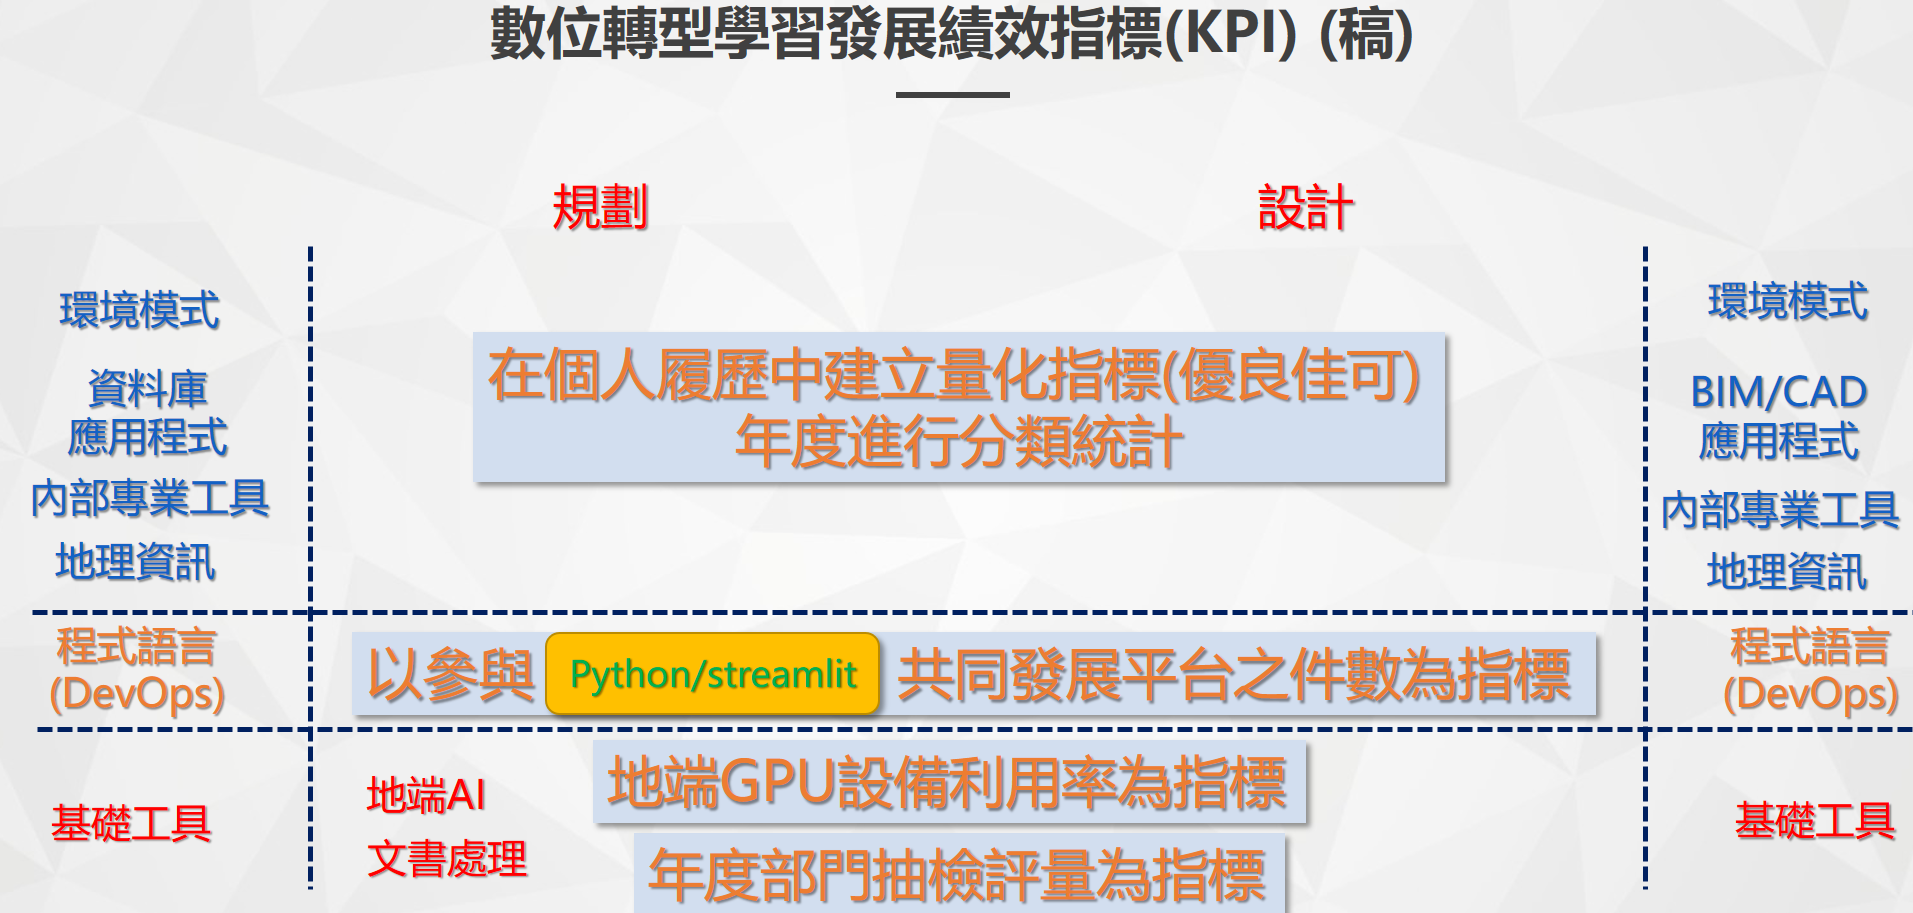 數位轉型學習發展績效指標(KPI) (稿)
規劃
設計
環境模式
資料庫
應用程式
內部專業工具
地理資訊
在個人履歷中建立量化指標(優良佳可)
年度進行分類統計
環境模式
BIM/CAD
應用程式
內部專業工具
地理資訊
程式語言
(DevOps)
以參與 Python/streamlit 共同發展平台之件數為指標
程式語言
(DevOps)
基礎工具
地端AI
地端GPU設備利用率為指標
文書處理
年度部門抽檢評量為指標
基礎工具